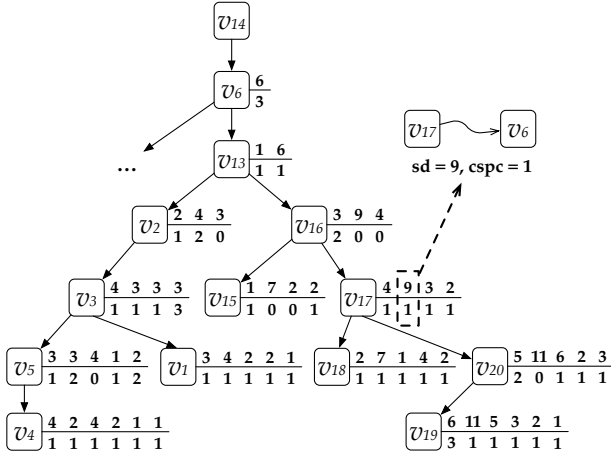 v14
v6 6
3
v13 1 6
1 1
...
v17 v6
sd = 9, cspc = 1
v2 2 4 3
1 2 0
v16 3 9 4
2 0 0
v3 4 3 3 3
1 1 1 3
v15 1 7 2 2
1 0 0 1
v17 4 9 3 2
1 1 1 1
v5 3 3 4 1 2
1 2 0 1 2
v1 3 4 2 2 1
1 1 1 1 1
v18 2 7 1 4 2
1 1 1 1 1
v20 5 11 6 2 3
2 0 1 1 1
v4 4 2 4 2 1 1
1 1 1 1 1 1
v19 6 11 5 3 2 1
3 1 1 1 1 1